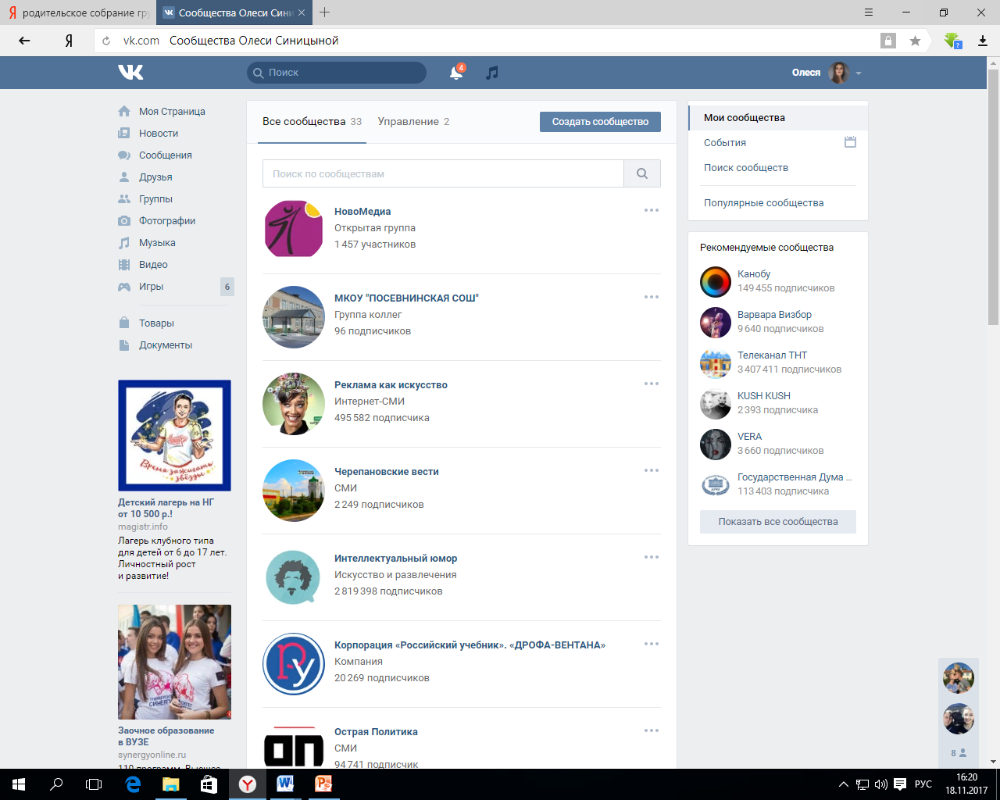 родительское собрание гру
Сообщества Олеси Сини
vk.com Сообщества Олеси Синицыной
Поиск
4
Олеся
Моя Страница
Новости
Сообщения
Друзья
Группы
Фотографии
Музыка
Видео
Игры 6
Товары
Документы
Время зажигать
звёзды
Детский лагерь на НГ
от 10 500 р.!
magistr.info
Лагерь клубного типа
для детей от 6 до 17 лет.
Личностный рост
и развитие!
Заочное образование
в ВУЗЕ
synergyonline.ru
Все сообщества 33 Управление 2
Создать сообщество
Поиск по сообществам
НовоМедиа
Открытая группа
1 457 участников
МКОУ "ПОСЕВНИНСКАЯ СОШ"
Группа коллег
96 подписчиков
Реклама как искусство
Интернет-СМИ
495 582 подписчика
Черепановские вести
СМИ
2 249 подписчиков
Интеллектуальный юмор
Искусство и развлечения
2 819 398 подписчиков
Корпорация «Российский учебник». «ДРОФА-ВЕНТАНА»
Компания
20 269 подписчиков
ОП
Острая Политика
СМИ
94 741 подписчик
Мои сообщества
События
Поиск сообществ
Популярные сообщества
Рекомендуемые сообщества
Канобу
149 455 подписчиков
Варвара Визбор
9 640 подписчиков
Телеканал ТНТ
3 407 411 подписчиков
KUSH KUSH
2 393 подписчика
VERA
3 660 подписчиков
Государственная Дума ...
113 403 подписчика
Показать все сообщества
8
РУС
16:20
18.11.2017